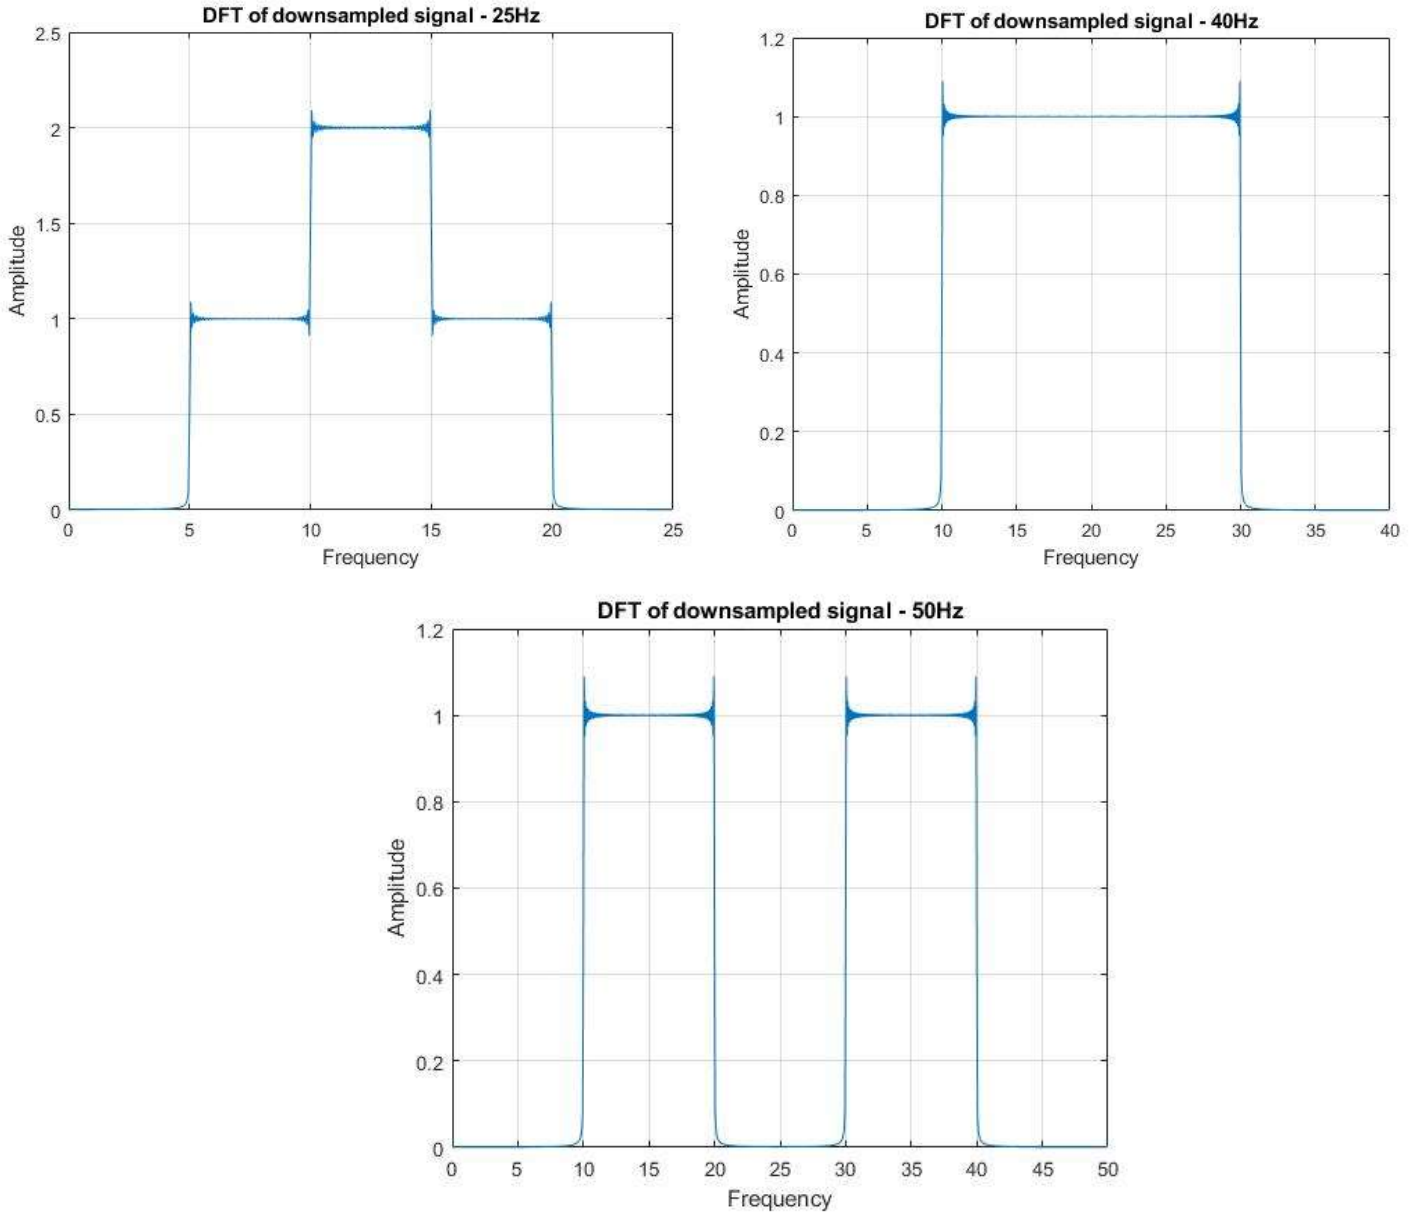 DFT of downsampled signal - 25Hz
2.5
2
1.5
1
0.5
0
Amplitude
0 5 10 15 20 25
Frequency
DFT of downsampled signal - 40Hz
1.2
1
0.8
0.6
0.4
0.2
0
Amplitude
0 5 10 15 20 25 30 35 40
Frequency
DFT of downsampled signal - 50Hz
1.2
1
0.8
0.6
0.4
0.2
0
Amplitude
0 5 10 15 20 25 30 35 40 45 50
Frequency